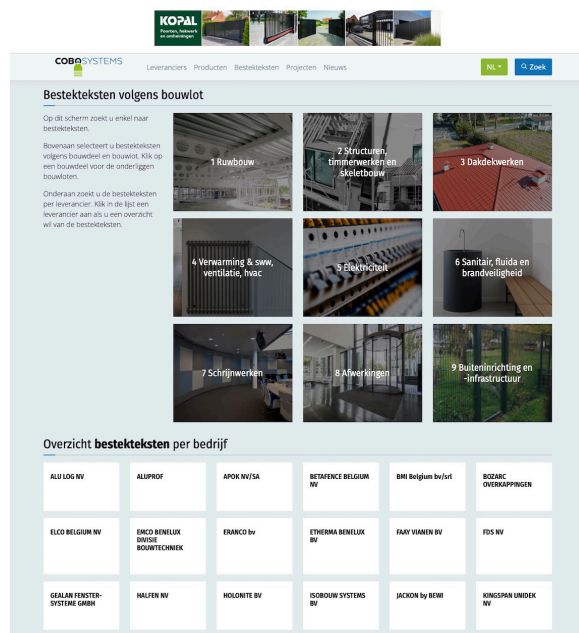 KOPAL
Poorten, hekwerk
en omheiningen
COBOSYSTEMS
Leveranciers Producten Bestekteksten Projecten Nieuws
NL
Zoek
Bestekteksten volgens bouwlot
Op dit scherm zoekt u enkel naar
bestekteksten.
Bovenaan selecteert u bestekteksten
volgens bouwdeel en bouwlot. Klik op
een bouwdeel voor de onderliggen
bouwloten.
Onderaan zoekt u de bestekteksten
per leverancier. Klik in de lijst een
leverancier aan als u een overzicht
wil van de bestekteksten.
1 Ruwbouw
2 Structuren,
timmerwerken en
skeletbouw
3 Dakdekwerken
4 Verwarming & sww,
ventilatie, hvac
5 Elektriciteit
6 Sanitair, fluida en
brandveiligheid
7 Schrijnwerken
8 Afwerkingen
9 Buiteninrichting en
-infrastructuur
Overzicht bestekteksten per bedrijf
ALU LOG NV
ALUPROF
APOK NV/SA
BETAFENCE BELGIUM
NV
BMI Belgium bv/srl
BOZARC
OVERKAPPINGEN
ELCO BELGIUM NV
EMCO BENELUX
DIVISIE
BOUWTECHNIEK
ERANCO bv
ETHERMA BENELUX
BV
FAAY VIANEN BV
FDS NV
GEALAN FENSTER-
SYSTEME GMBH
HALFEN NV
HOLONITE BV
ISOBOUW SYSTEMS
BV
JACKON by BEWI
KINGSPAN UNIDEK
NV